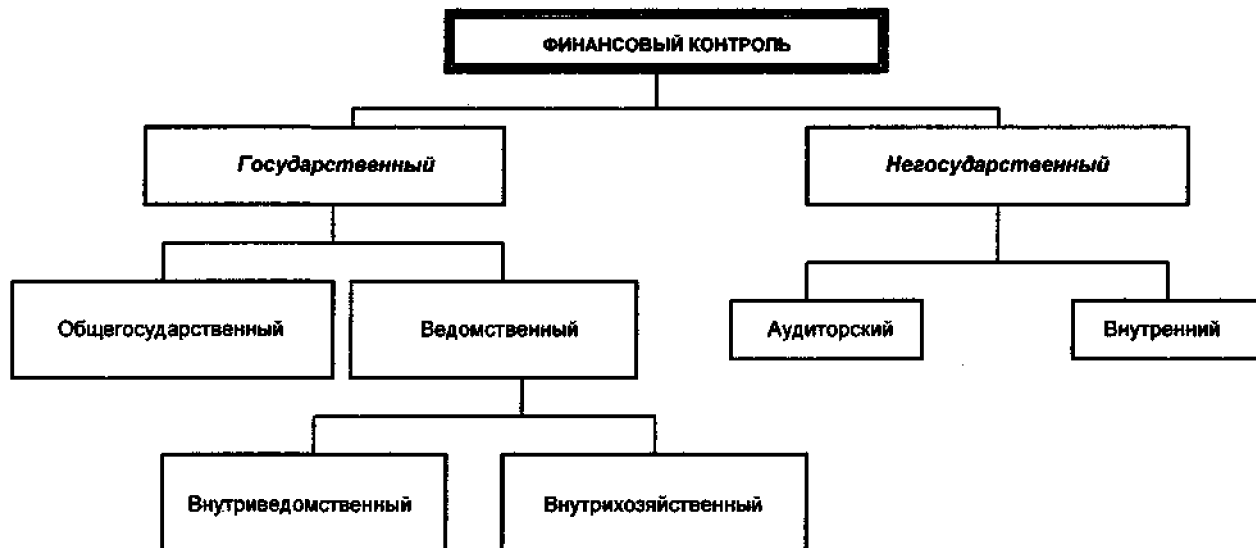 ФИНАНСОВЫЙ КОНТРОЛЬ
Государственный
Негосударственный
Общегосударственный
Ведомственный
Аудиторский
Внутренний
Внутриведомственный
Внутрихозяйственный